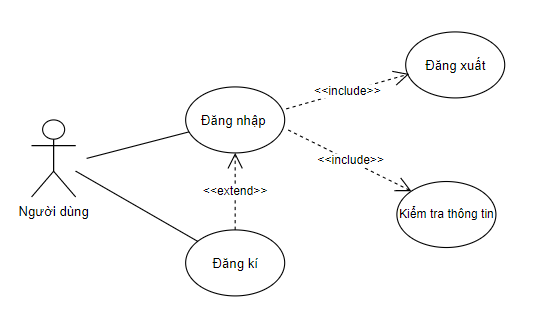 Đăng xuất
<<include>>
Đăng nhập
<<include>>
<<extend>>
Người dùng
Kiểm tra thông tin
Đăng kí